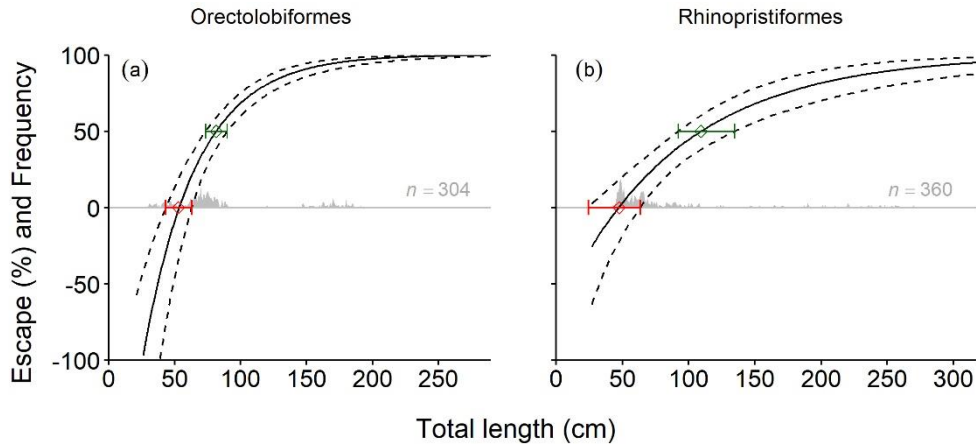 Orectolobiformes Rhinopristiformes
Escape (%) and Frequency
100
50
0
-50
-100
(a)
n = 304
(b)
n = 360
0 50 100 150 200 250
0 50 100 150 200 250 300
Total length (cm)